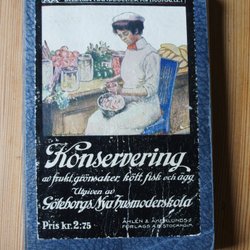 Konservering
av frukt, grönsaker, kött, fisk och ägg
Utgiven av
Göteborgs Nya husmoderskola
Pris kr. 2:75
ÅHLÉN & ÅKERLUNDS
FÖRLAGS A.B. STOCKHOLM